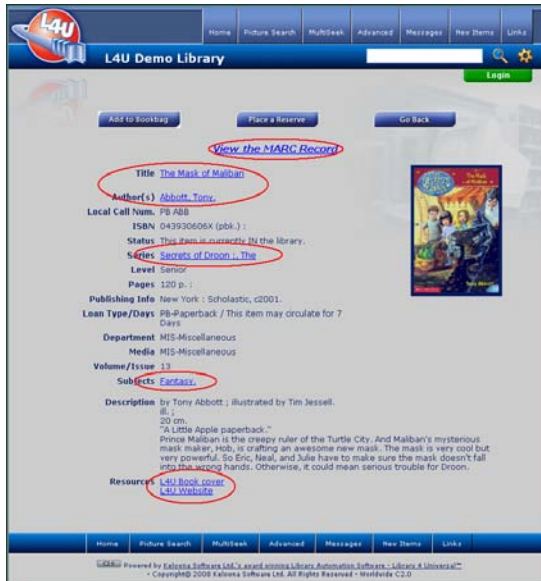 L4U
Home Picture Search MultiSeek Advanced Messages New Items Links
L4U Demo Library
Login
Add to Bookbag Place a Reserve Go Back
View the MARC Record
Title The Mask of Maliban
Author(s) Abbott, Tony.
Local Call Num. PB ABB
ISBN 043930606X (pbk.) :
Status This item is currently IN the library.
Series Secrets of Droon ;, The
Level Senior
Pages 120 p. :
Publishing Info New York : Scholastic, c2001.
Loan Type/Days PB-Paperback / This item may circulate for 7
Days
Department MIS-Miscellaneous
Media MIS-Miscellaneous
Volume/Issue 13
Subjects Fantasy.
Description by Tony Abbott ; illustrated by Tim Jessell.
ill. ;
20 cm.
"A Little Apple paperback."
Prince Maliban is the creepy ruler of the Turtle City. And Maliban's mysterious
mask maker, Hob, is crafting an awesome new mask. The mask is very cool but
very powerful. So Eric, Neal, and Julie have to make sure the mask doesn't fall
into the wrong hands. Otherwise, it could mean serious trouble for Droon.
Resources L4U Book cover
L4U Website
The Mask
of Maliban
Tony Abbott
Home Picture Search MultiSeek Advanced Messages New Items Links
Powered by Kelowna Software Ltd.'s award winning Library Automation Software - Library 4 Universal™
- Copyright© 2008 Kelowna Software Ltd. All Rights Reserved - Worldwide C2.0